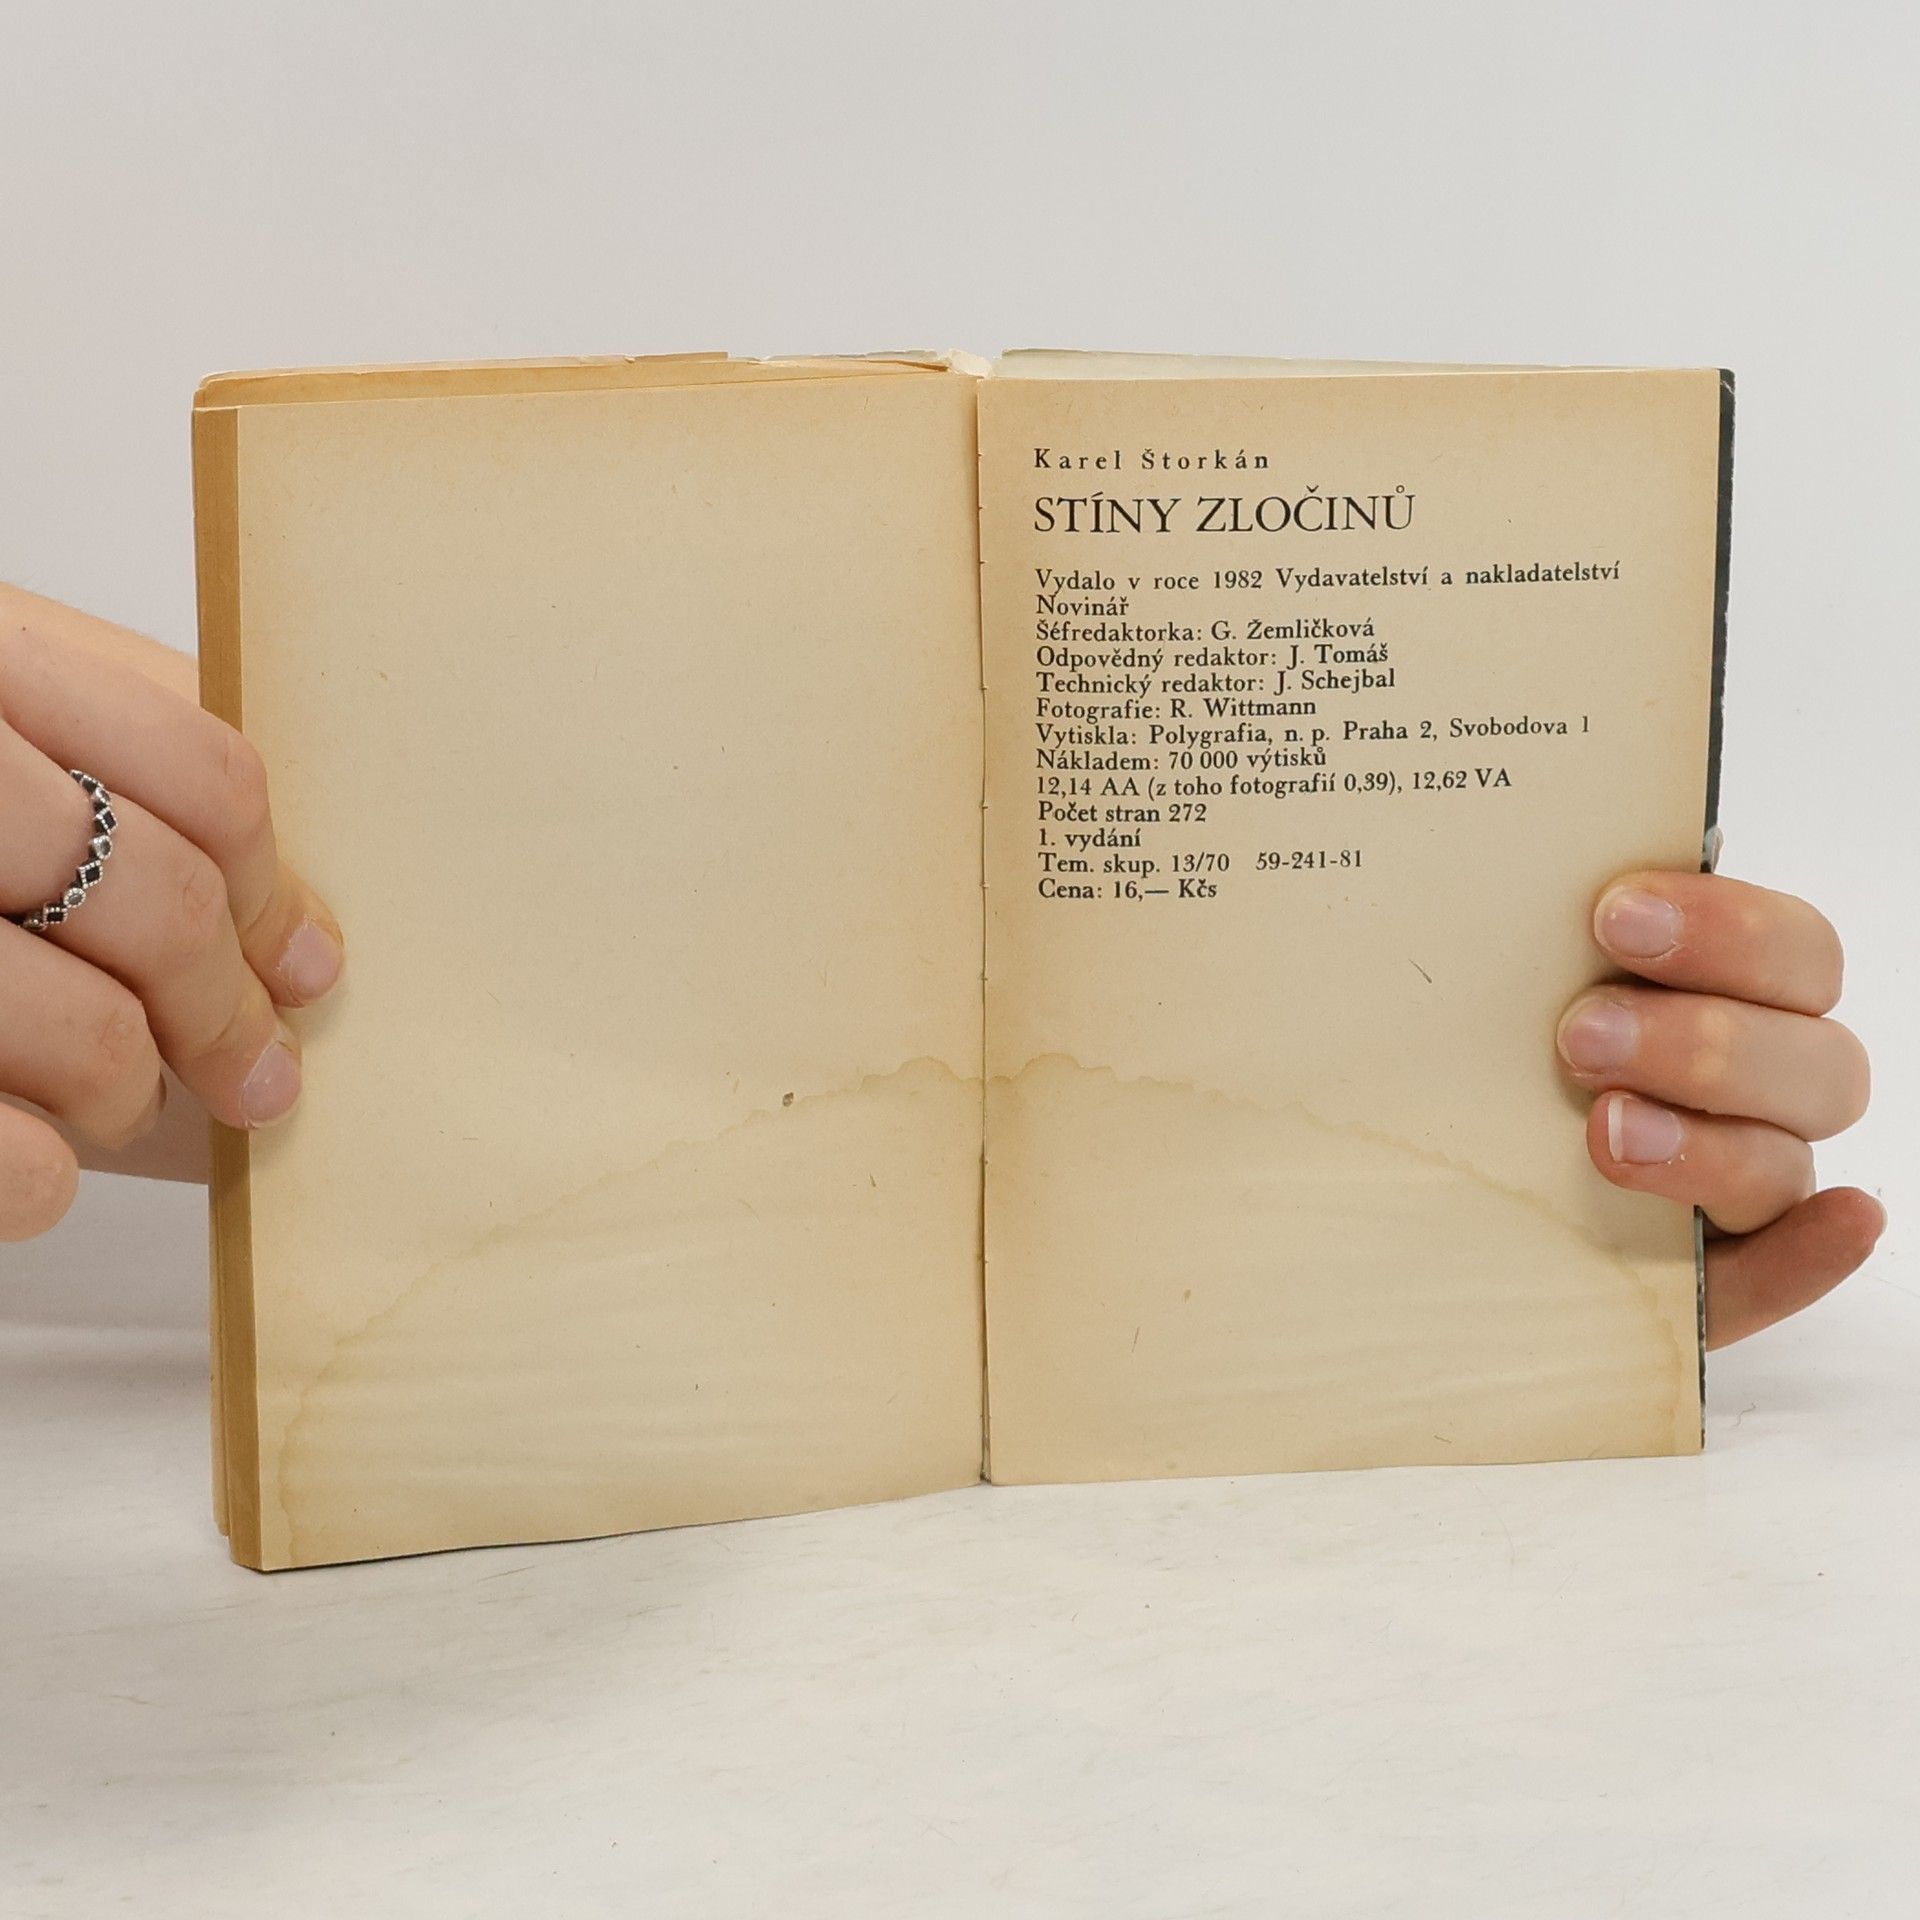 Karel Štorkán
STÍNY ZLOČINŮ
Vydalo v roce 1982 Vydavatelství a nakladatelství
Novinář
Šéfredaktorka: G. Žemličková
Odpovědný redaktor: J. Tomáš
Technický redaktor: J. Schejbal
Fotografie: R. Wittmann
Vytiskla: Polygrafia, n. p. Praha 2, Svobodova 1
Nákladem: 70 000 výtisků
12,14 AA (z toho fotografií 0,39), 12,62 VA
Počet stran 272
1. vydání
Tem. skup. 13/70 59-241-81
Cena: 16,— Kčs